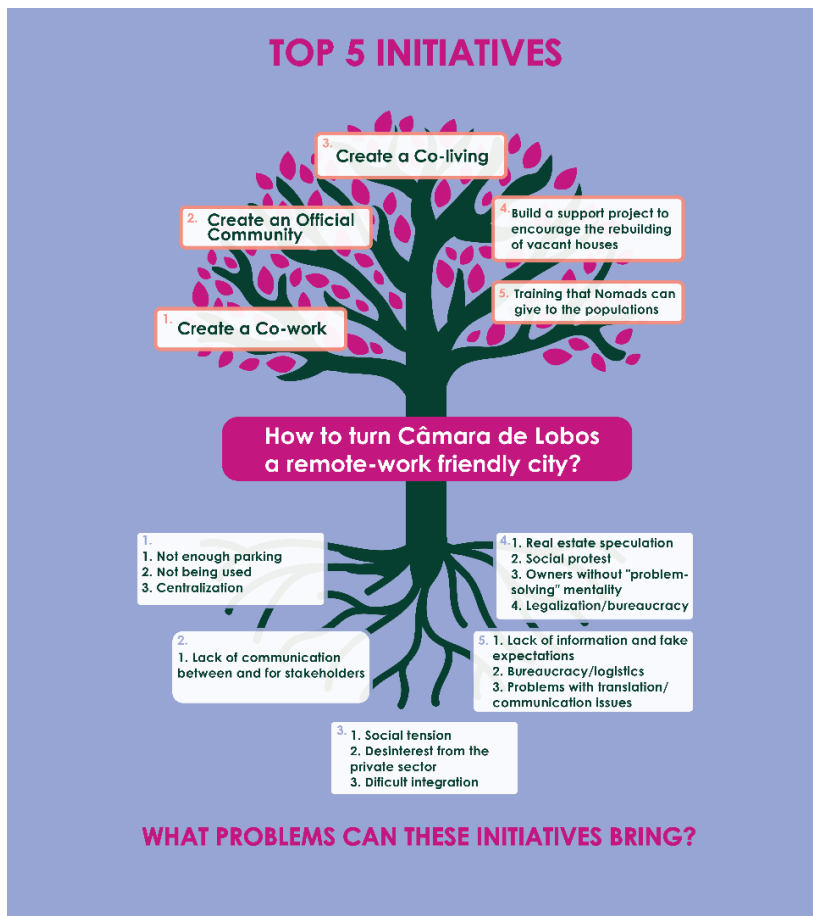 TOP 5 INITIATIVES
3.
Create a Co-living
2.
Create an Official
Community
4.
Build a support project to
encourage the rebuilding
of vacant houses
5.
Training that Nomads can
give to the populations
1.
Create a Co-work
How to turn Câmara de Lobos
a remote-work friendly city?
1.
1. Not enough parking
2. Not being used
3. Centralization
4.
1. Real estate speculation
2. Social protest
3. Owners without "problem-
solving" mentality
4. Legalization/bureaucracy
2.
1. Lack of communication
between and for stakeholders
5.
1. Lack of information and fake
expectations
2. Bureaucracy/logistics
3. Problems with translation/
communication issues
3.
1. Social tension
2. Desinterest from the
private sector
3. Dificult integration
WHAT PROBLEMS CAN THESE INITIATIVES BRING?